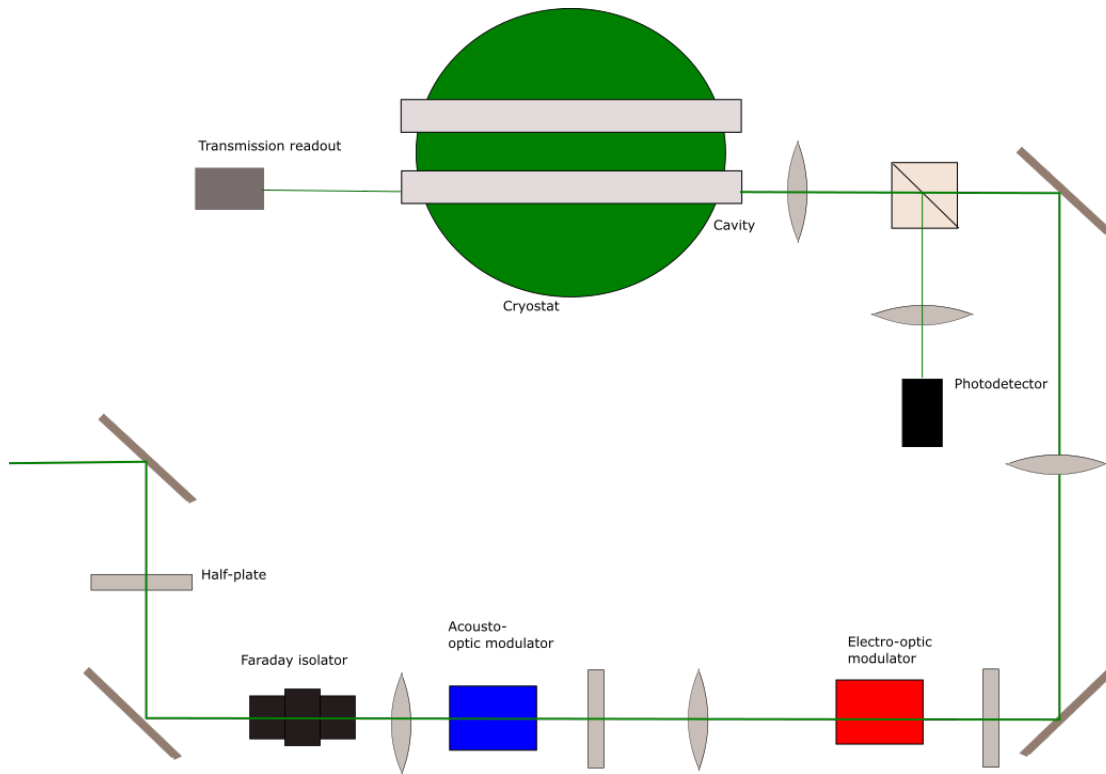 Transmission readout
Cavity
Cryostat
Photodetector
Half-plate
Acousto-
optic modulator
Electro-optic
modulator
Faraday isolator